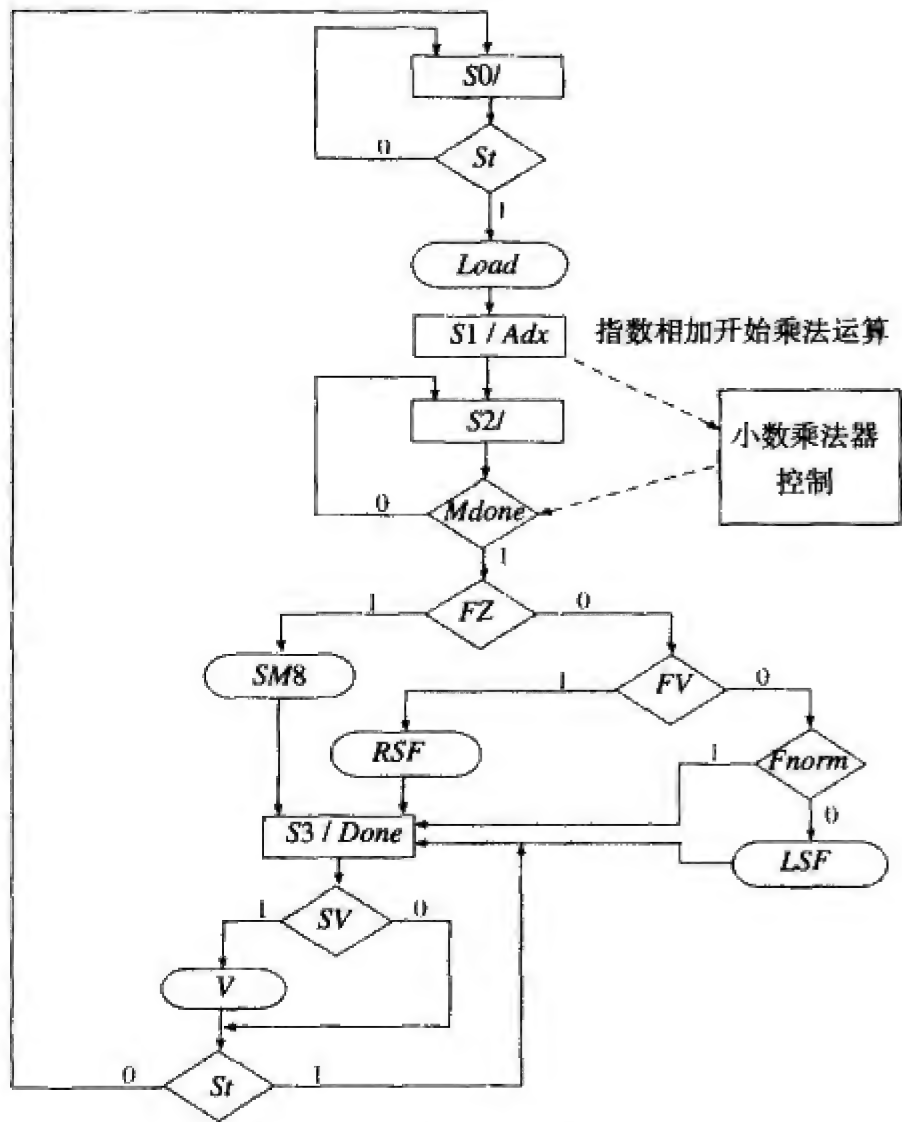 S0/
0
St
1
Load
S1 / Adx
指数相加开始乘法运算
S2/
小数乘法器
控制
0
Mdone
1
1
FZ
0
SM8
1
FV
0
RSF
1
Fnorm
0
S3 / Done
LSF
1
SV
0
V
0
St
1